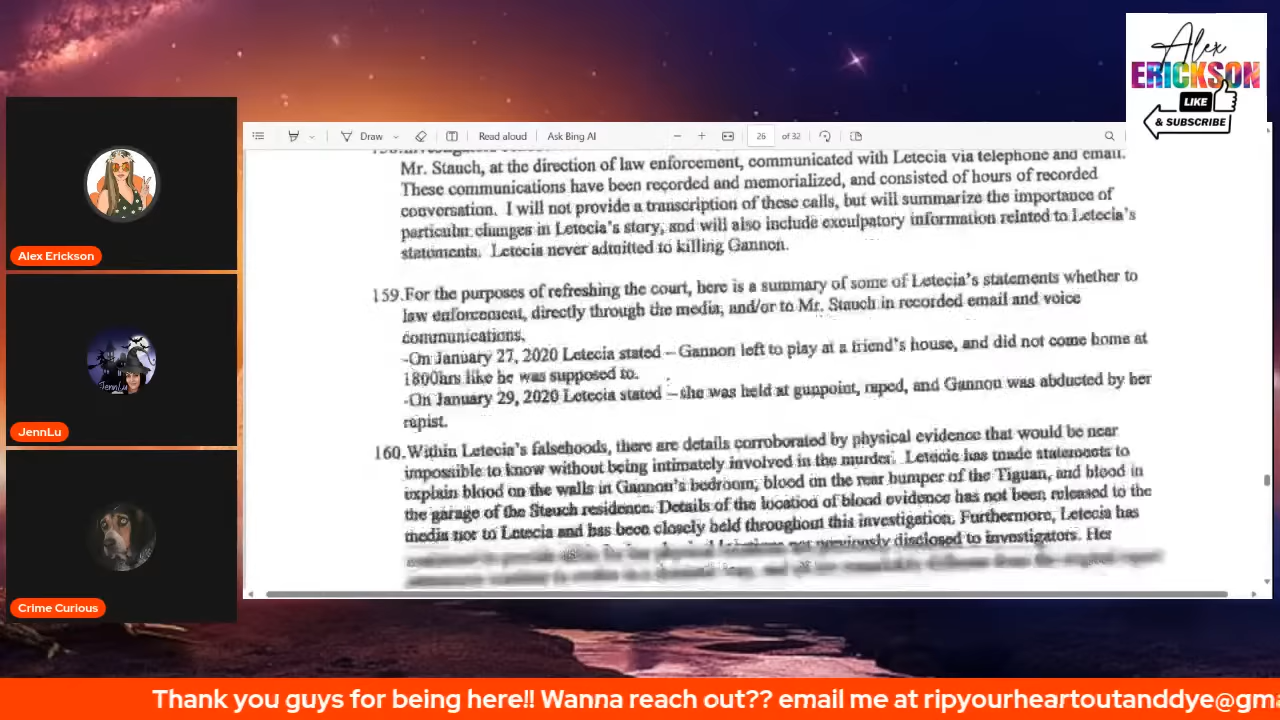 Alex
ERICKSON
LIKE
& SUBSCRIBE
Draw
Read aloud
Ask Bing AI
26
of 32
Mr. Stauch, at the direction of law enforcement, communicated with Letecia via telephone and email.
These communications have been recorded and memorialized, and consisted of hours of recorded
conversation. I will not provide a transcription of these calls, but will summarize the importance of
particular changes in Letecia's story, and will also include exculpatory information related to Letecia's
statements. Letecia never admitted to killing Gannon.
159.For the purposes of refreshing the court, here is a summary of some of Letecia's statements whether to
law enforcement, directly through the media, and/or to Mr. Stauch in recorded email and voice
communications.
-On January 27, 2020 Letecia stated – Gannon left to play at a friend's house, and did not come home at
1800hrs like he was supposed to.
-On January 29, 2020 Letecia stated – she was held at gunpoint, raped, and Gannon was abducted by her
rapist.
160.Within Letecia's falsehoods, there are details corroborated by physical evidence that would be near
impossible to know without being intimately involved in the murder. Letecia has made statements to
explain blood on the walls in Gannon's bedroom, blood on the rear bumper of the Tiguan, and blood in
the garage of the Stauch residence. Details of the location of blood evidence has not been released to the
media nor to Letecia and has been closely held throughout this investigation. Furthermore, Letecia has
not previously disclosed to investigators. Her
Alex Erickson
JennLu
JennLu
Crime Curious
Thank you guys for being here!! Wanna reach out?? email me at ripyourheartoutanddye@gma